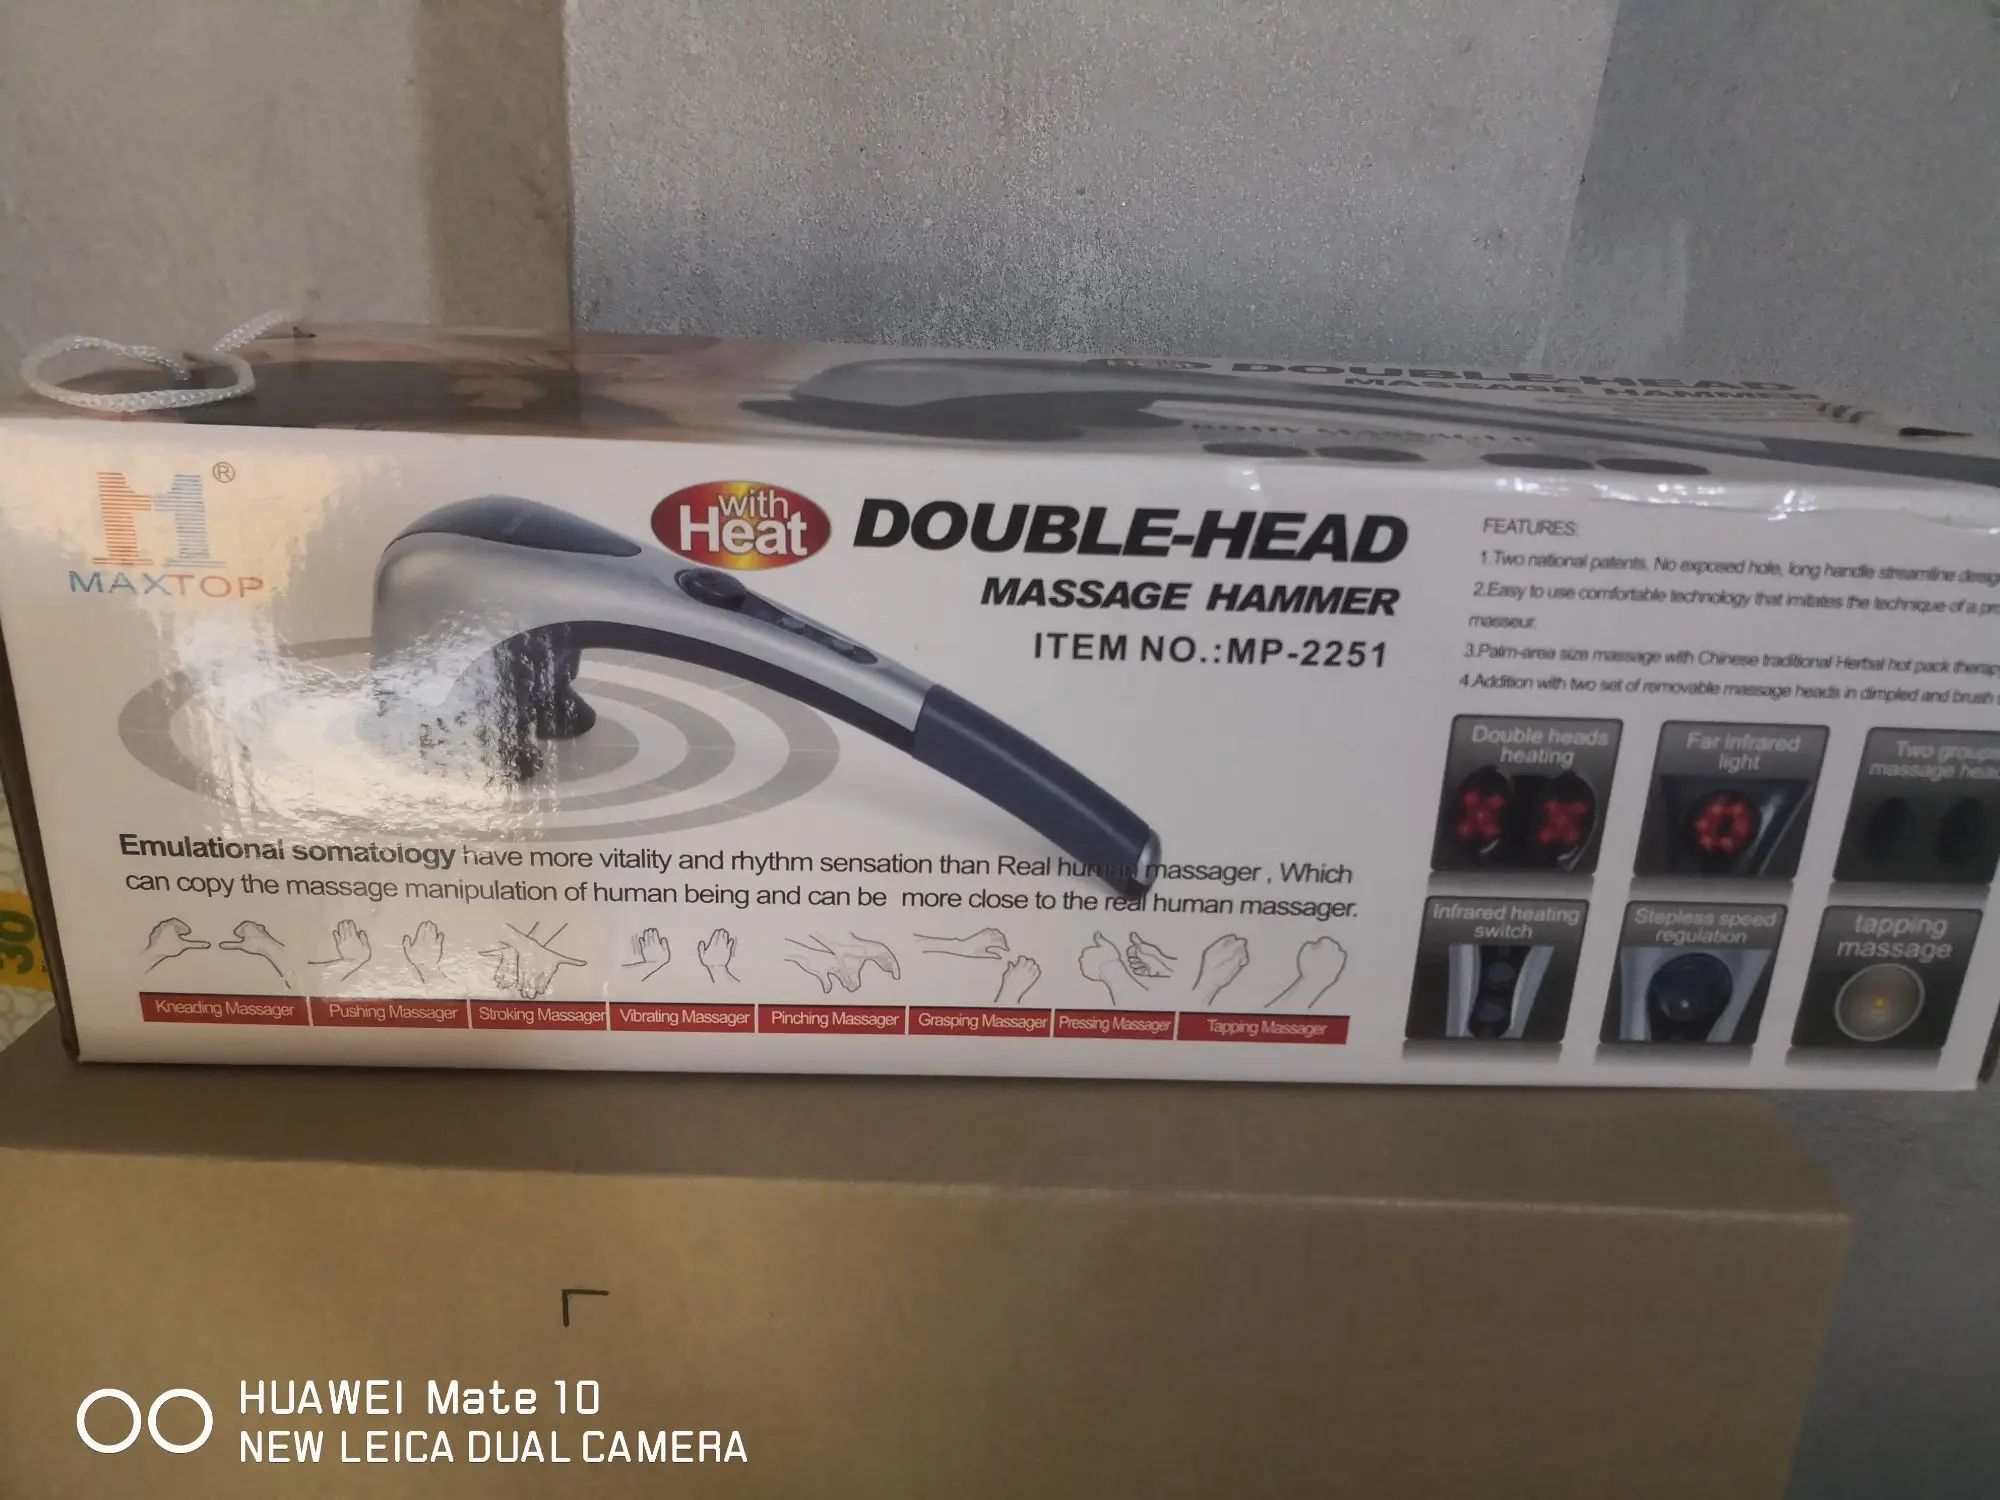 DOUBLE-HEAD
MASSAGE HAMMER
®
MAXTOP
with
Heat
DOUBLE-HEAD
MASSAGE HAMMER
ITEM NO.:MP-2251
Emulational somatology have more vitality and rhythm sensation than Real human massager , Which
can copy the massage manipulation of human being and can be more close to the real human massager.
Kneading Massager
Pushing Massager
Stroking Massager
Vibrating Massager
Pinching Massager
Grasping Massager
Pressing Massager
Tapping Massager
FEATURES:
1.Two national patents, No exposed hole, long handle streamline
2.Easy to use comfortable technology that imitates the technique of a
masseur.
3.Palm-area size massage with Chinese traditional Herbal hot pack
4.Addition with two set of removable massage heads in dimpled and brush
Double heads
heating
Far infrared
light
Two
massage
Infrared heating
switch
Stepless speed
regulation
tapping
massage
30
HUAWEI Mate 10
NEW LEICA DUAL CAMERA